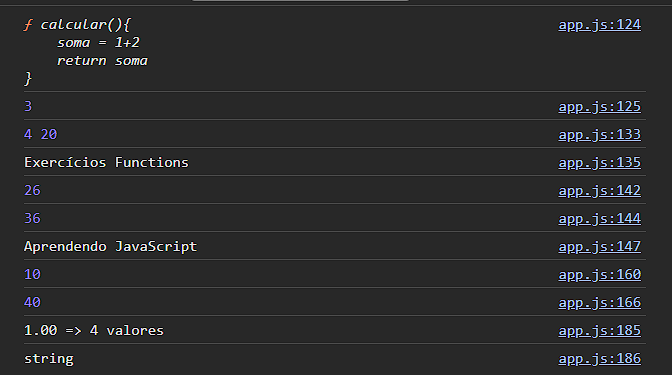 ƒ calcular(){ app.js:124
    soma = 1+2
    return soma
}
3 app.js:125
4 20 app.js:133
Exercícios Functions app.js:135
26 app.js:142
36 app.js:144
Aprendendo JavaScript app.js:147
10 app.js:160
40 app.js:166
1.00 => 4 valores app.js:185
string app.js:186